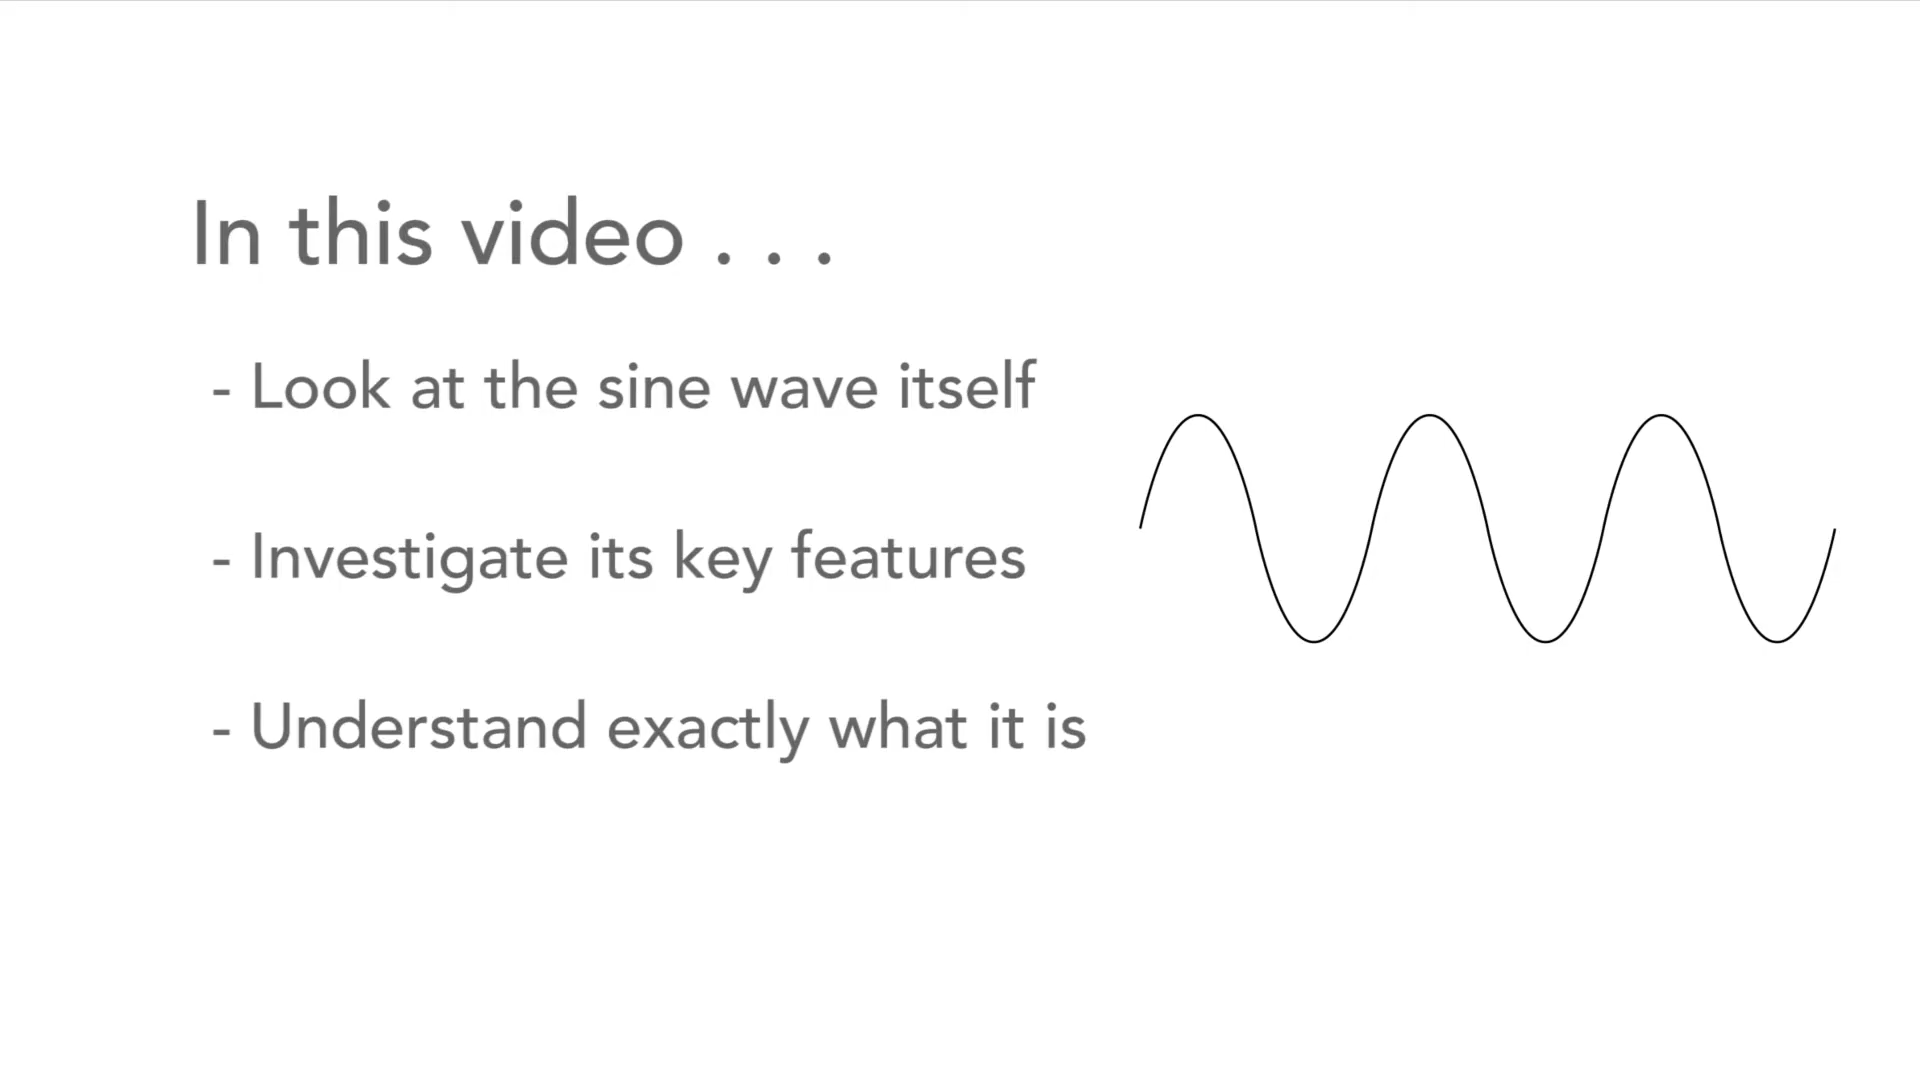 In this video . . .
- Look at the sine wave itself
- Investigate its key features
- Understand exactly what it is